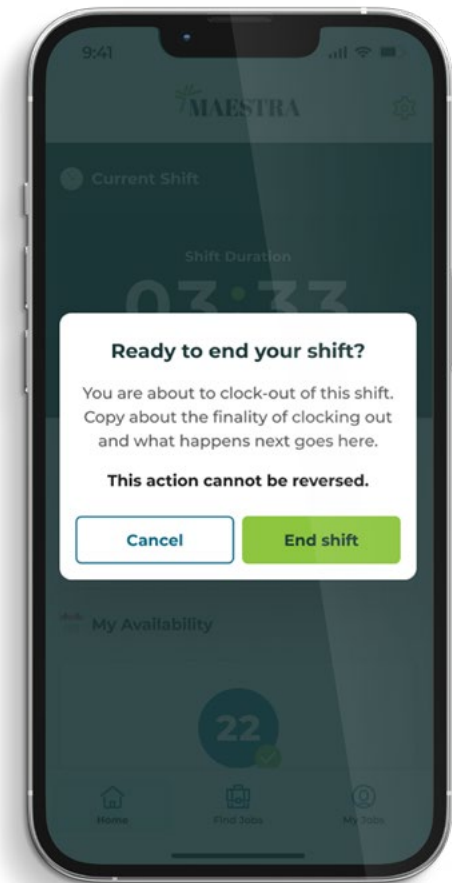 9:41
MAESTRA
Current Shift
Shift Duration
03:33
Ready to end your shift?
You are about to clock-out of this shift.
Copy about the finality of clocking out
and what happens next goes here.
This action cannot be reversed.
Cancel
End shift
My Availability
22
Home
Find Jobs
My Jobs